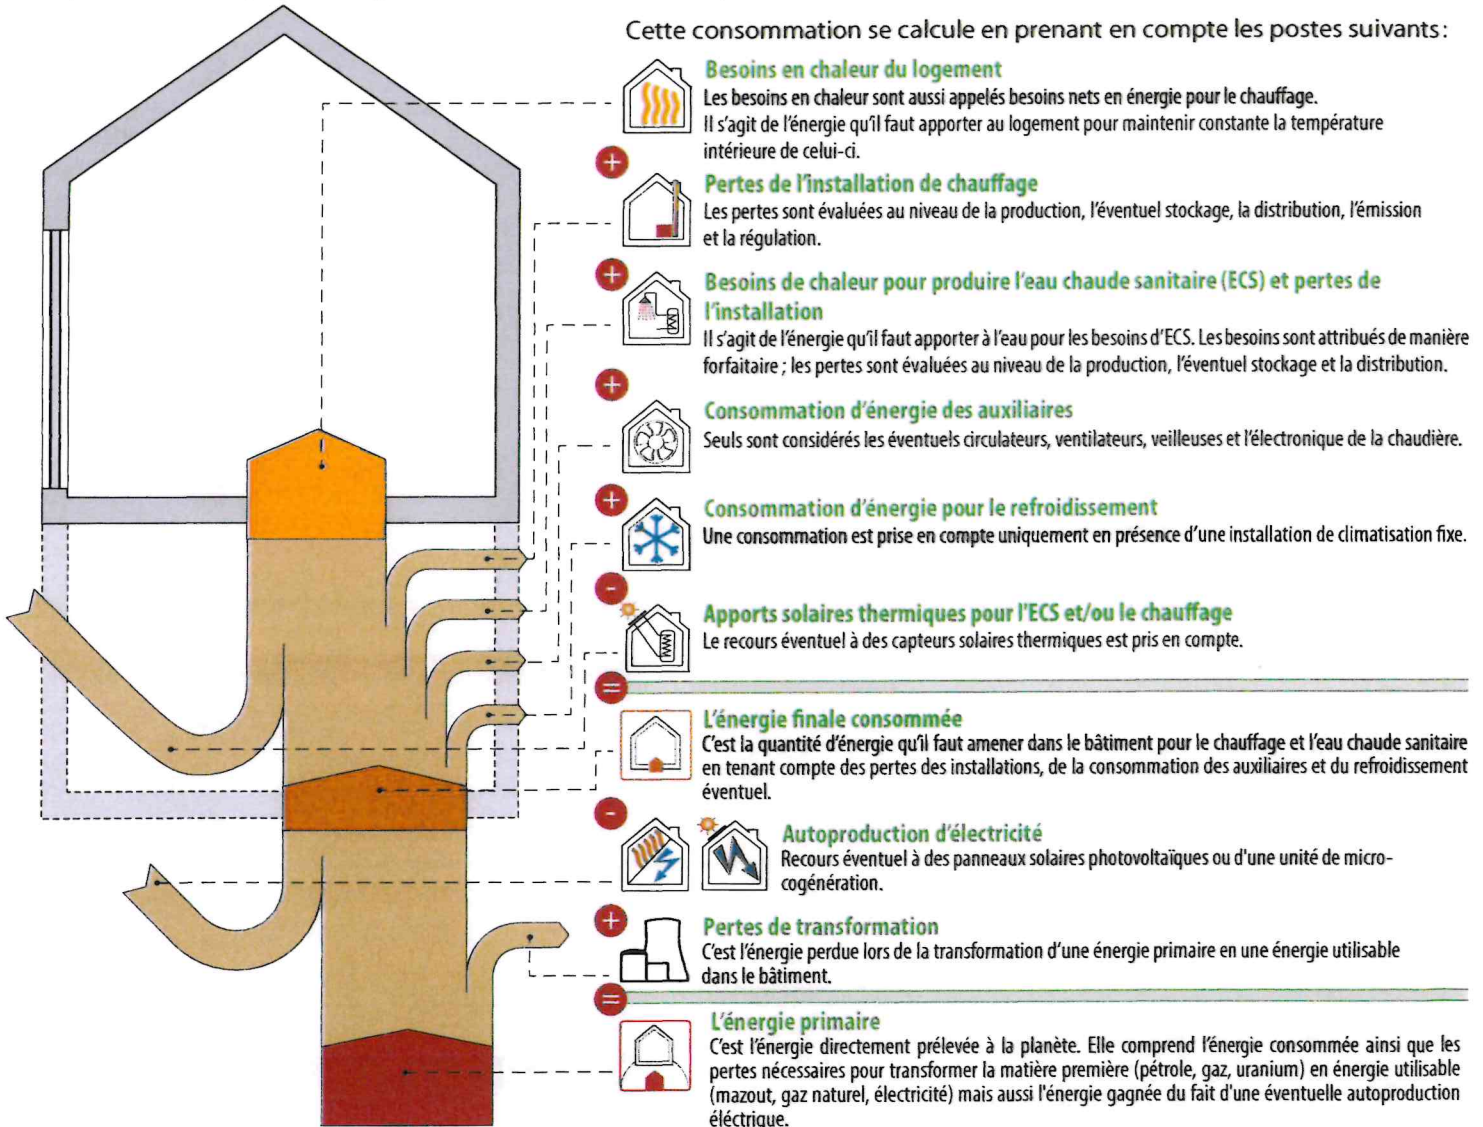 Cette consommation se calcule en prenant en compte les postes suivants :
Besoins en chaleur du logement
Les besoins en chaleur sont aussi appelés besoins nets en énergie pour le chauffage.
Il s'agit de l'énergie qu'il faut apporter au logement pour maintenir constante la température
intérieure de celui-ci.
+
Pertes de l'installation de chauffage
Les pertes sont évaluées au niveau de la production, l'éventuel stockage, la distribution, l'émission
et la régulation.
+
Besoins de chaleur pour produire l'eau chaude sanitaire (ECS) et pertes de
l'installation
Il s'agit de l'énergie qu'il faut apporter à l'eau pour les besoins d'ECS. Les besoins sont attribués de manière
forfaitaire ; les pertes sont évaluées au niveau de la production, l'éventuel stockage et la distribution.
+
Consommation d'énergie des auxiliaires
Seuls sont considérés les éventuels circulateurs, ventilateurs, veilleuses et l'électronique de la chaudière.
+
Consommation d'énergie pour le refroidissement
Une consommation est prise en compte uniquement en présence d'une installation de climatisation fixe.
-
Apports solaires thermiques pour l'ECS et/ou le chauffage
Le recours éventuel à des capteurs solaires thermiques est pris en compte.
=
L'énergie finale consommée
C'est la quantité d'énergie qu'il faut amener dans le bâtiment pour le chauffage et l'eau chaude sanitaire
en tenant compte des pertes des installations, de la consommation des auxiliaires et du refroidissement
éventuel.
-
Autoproduction d'électricité
Recours éventuel à des panneaux solaires photovoltaïques ou d'une unité de micro-
cogénération.
+
Pertes de transformation
C'est l'énergie perdue lors de la transformation d'une énergie primaire en une énergie utilisable
dans le bâtiment.
=
L'énergie primaire
C'est l'énergie directement prélevée à la planète. Elle comprend l'énergie consommée ainsi que les
pertes nécessaires pour transformer la matière première (pétrole, gaz, uranium) en énergie utilisable
(mazout, gaz naturel, électricité) mais aussi l'énergie gagnée du fait d'une éventuelle autoproduction
éléctrique.